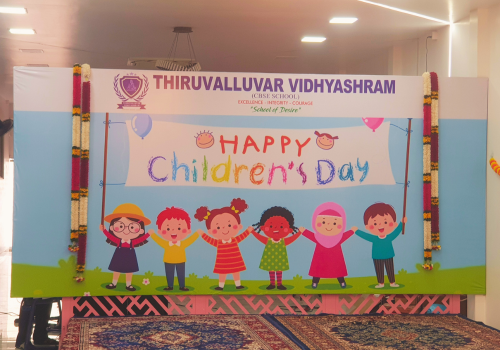 THIRUVALLUVAR VIDHYASHRAM
(CBSE SCHOOL)
EXCELLENCE - INTEGRITY - COURAGE
"School of Desire"
HAPPY
Children's Day